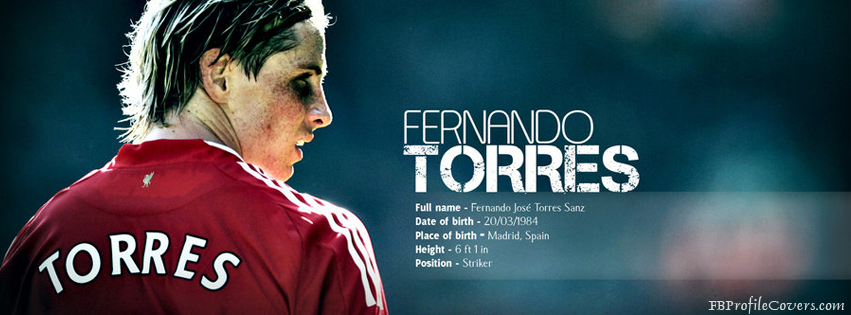 TORRES
FERNANDO
TORRES
Full name - Fernando José Torres Sanz
Date of birth - 20/03/1984
Place of birth - Madrid, Spain
Height - 6 ft 1 in
Position - Striker
FBProfileCovers.com